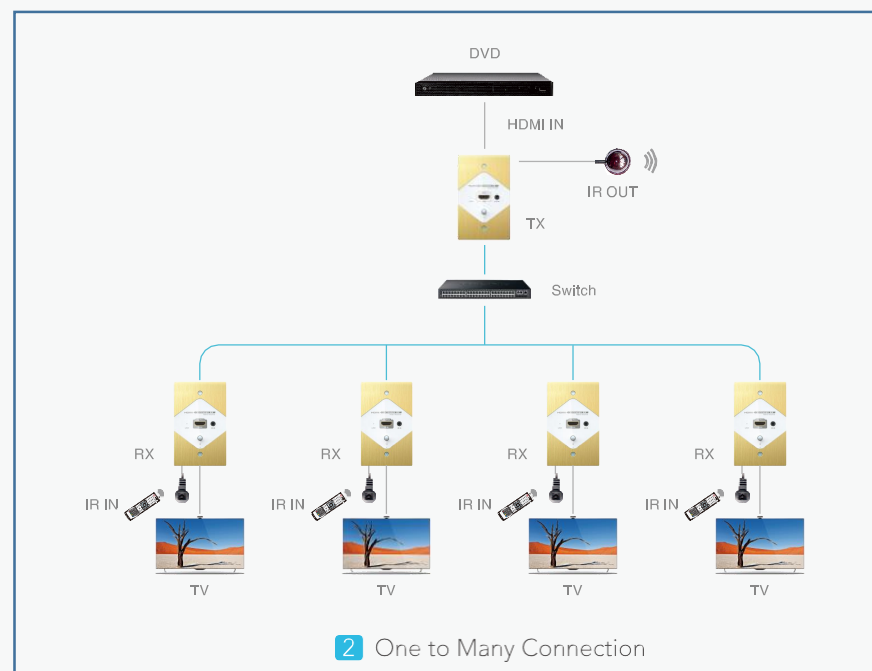 DVD
HDMI IN
IR OUT
TX
Switch
RX
RX
RX
RX
IR IN
IR IN
IR IN
IR IN
TV
TV
TV
TV
2 One to Many Connection